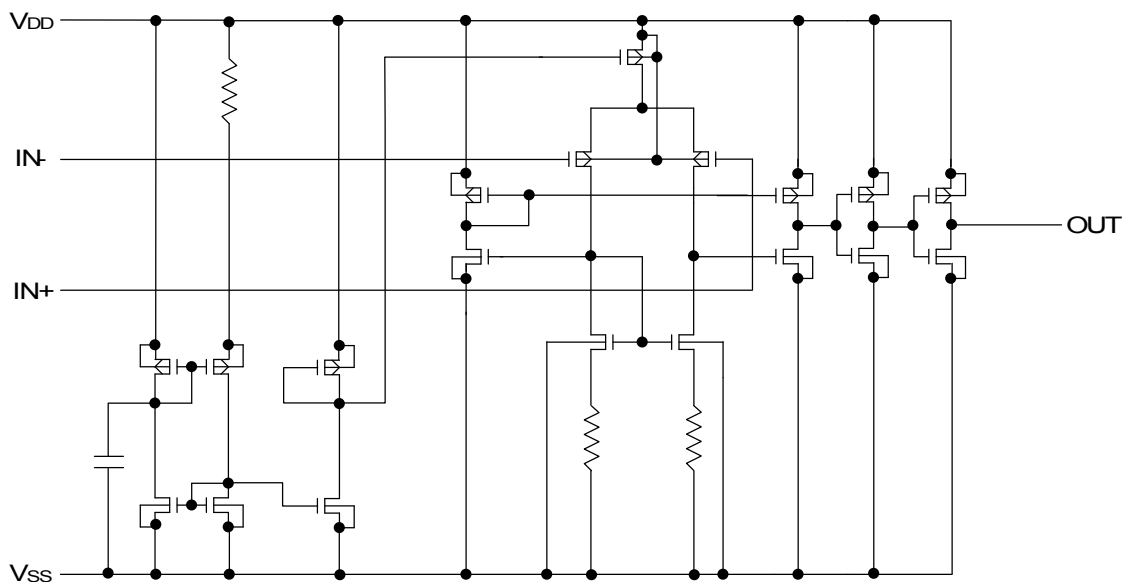 VDD
IN-
OUT
IN+
VSS